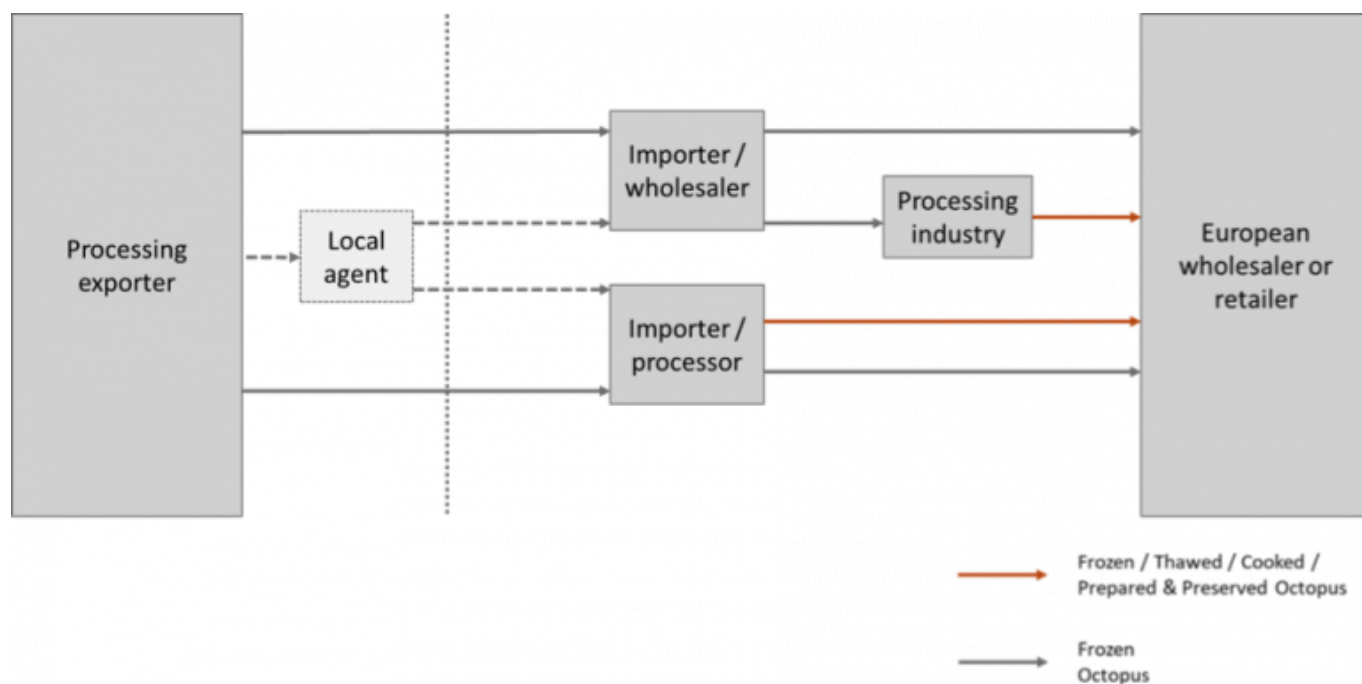 Processing
exporter
Local
agent
Importer /
wholesaler
Importer /
processor
Processing
industry
European
wholesaler or
retailer
Frozen / Thawed / Cooked /
Prepared & Preserved Octopus
Frozen
Octopus